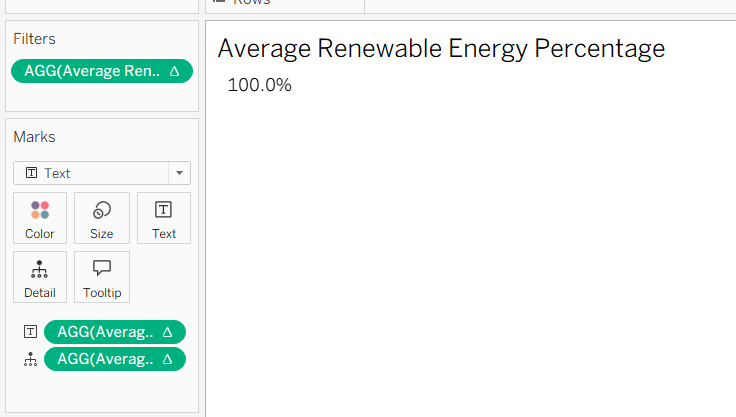 Rows
Filters
AGG(Average Ren.. Δ
Average Renewable Energy Percentage
100.0%
Marks
Text
Color
Size
Text
Detail
Tooltip
AGG(Averag.. Δ
AGG(Averag.. Δ